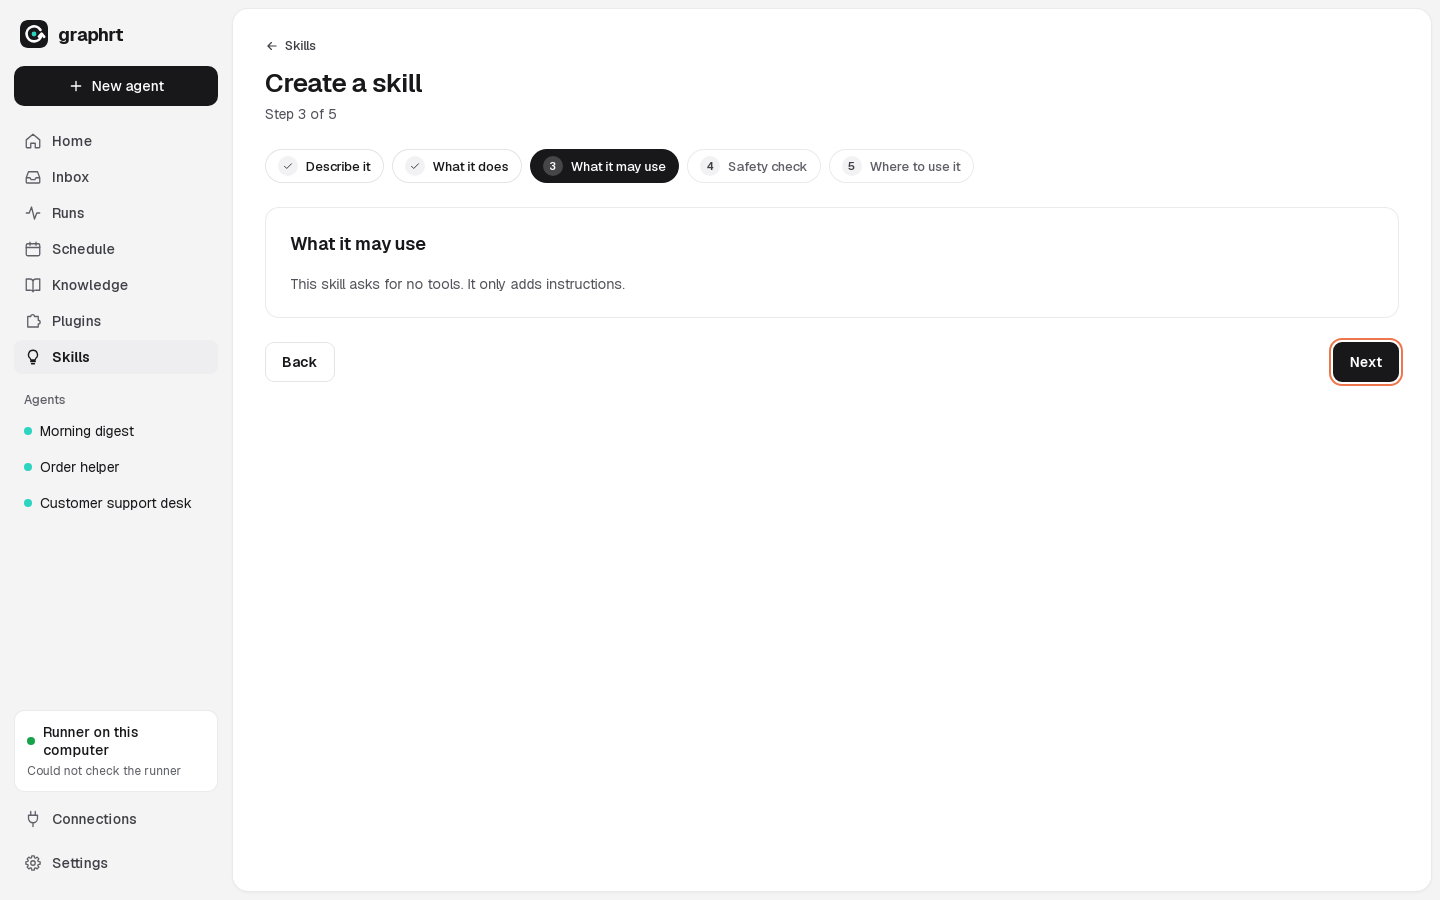 graphrt
New agent
Home
Inbox
Runs
Schedule
Knowledge
Plugins
Skills
Agents
Morning digest
Order helper
Customer support desk
Runner on this
computer
Could not check the runner
Connections
Settings
Skills
Create a skill
Step 3 of 5
Describe it
What it does
3 What it may use
4 Safety check
5 Where to use it
What it may use
This skill asks for no tools. It only adds instructions.
Back
Next